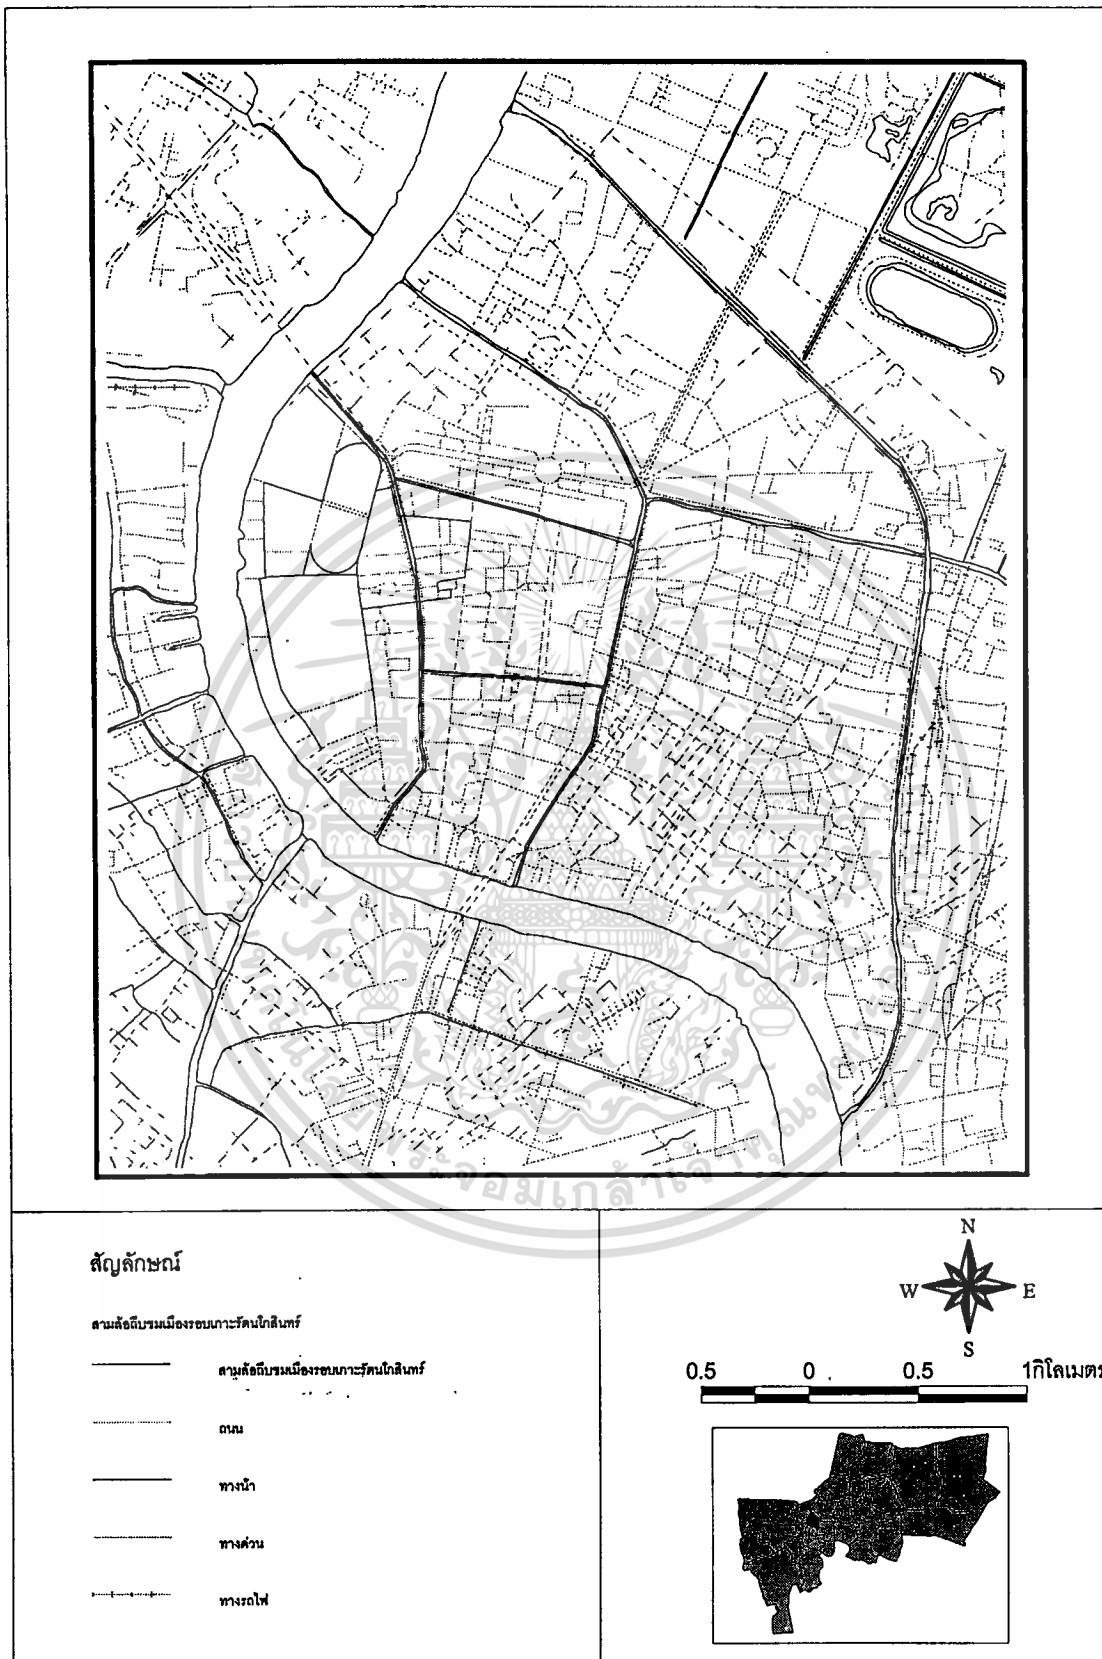 สัญลักษณ์
สามล้อถีบชมเมืองรอบเกาะรัตนโกสินทร์
สามล้อถีบชมเมืองรอบเกาะรัตนโกสินทร์
ถนน
ทางน้ำ
ทางด่วน
ทางรถไฟ
N
W E
S
0.5 0 0.5 1กิโลเมตร